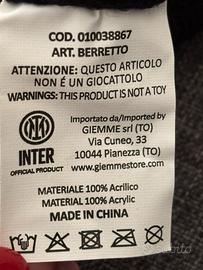 COD. 010038867
ART. BERRETTO
ATTENZIONE: QUESTO ARTICOLO
NON É UN GIOCATTOLO
WARNINGS: THIS PRODUCT IS NOT A TOY
Importato da/Imported by
GIEMME srl (TO)
Via Cuneo, 33
10044 Pianezza (TO)
www.giemmestore.com
INTER
OFFICIAL PRODUCT
MATERIALE 100% Acrilico
MATERIAL 100% Acrylic
MADE IN CHINA
subito